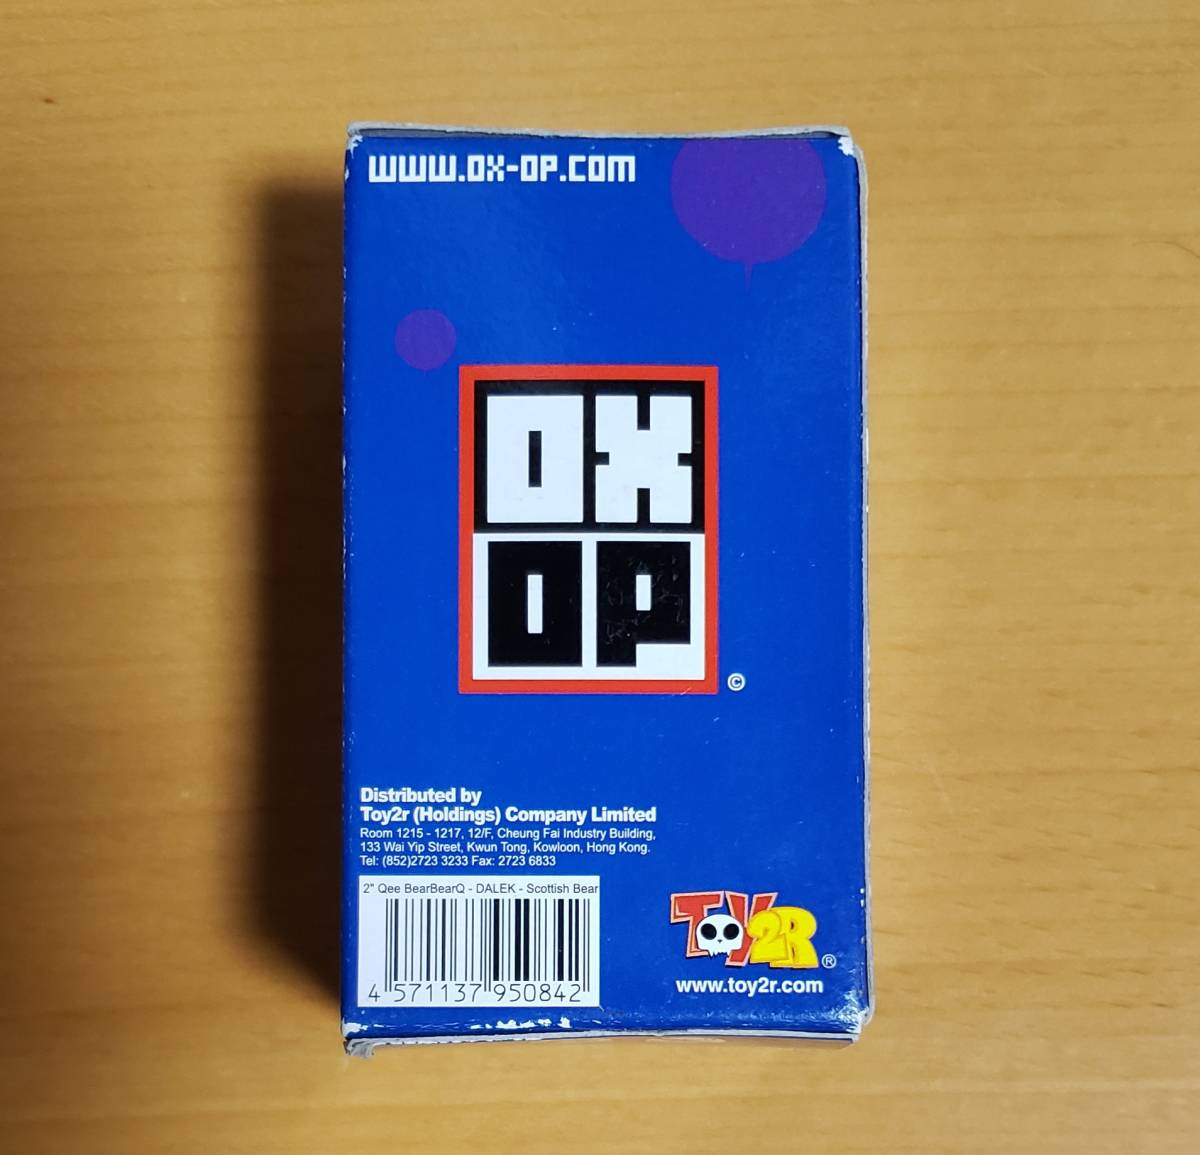 www.ox-op.com
OX
OP
©
Distributed by
Toy2r (Holdings) Company Limited
Room 1215 - 1217, 12/F, Cheung Fai Industry Building,
133 Wai Yip Street, Kwun Tong, Kowloon, Hong Kong.
Tel: (852)2723 3233 Fax: 2723 6833
2" Qee BearBearQ - DALEK - Scottish Bear
4 571137 950842
TOY2R ®
www.toy2r.com